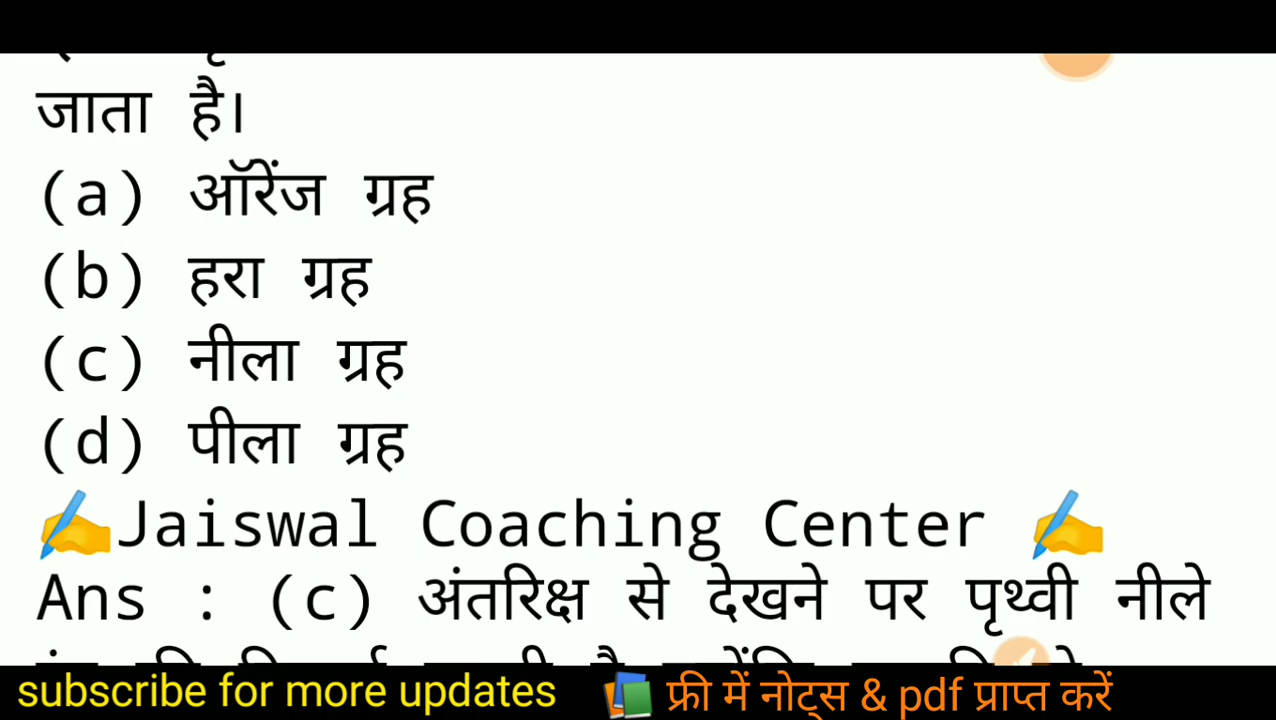 जाता है।
(a) ऑरेंज ग्रह
(b) हरा ग्रह
(c) नीला ग्रह
(d) पीला ग्रह
✍️Jaiswal Coaching Center ✍️
Ans : (c) अंतरिक्ष से देखने पर पृथ्वी नीले
subscribe for more updates 📚 फ्री में नोट्स & pdf प्राप्त करें